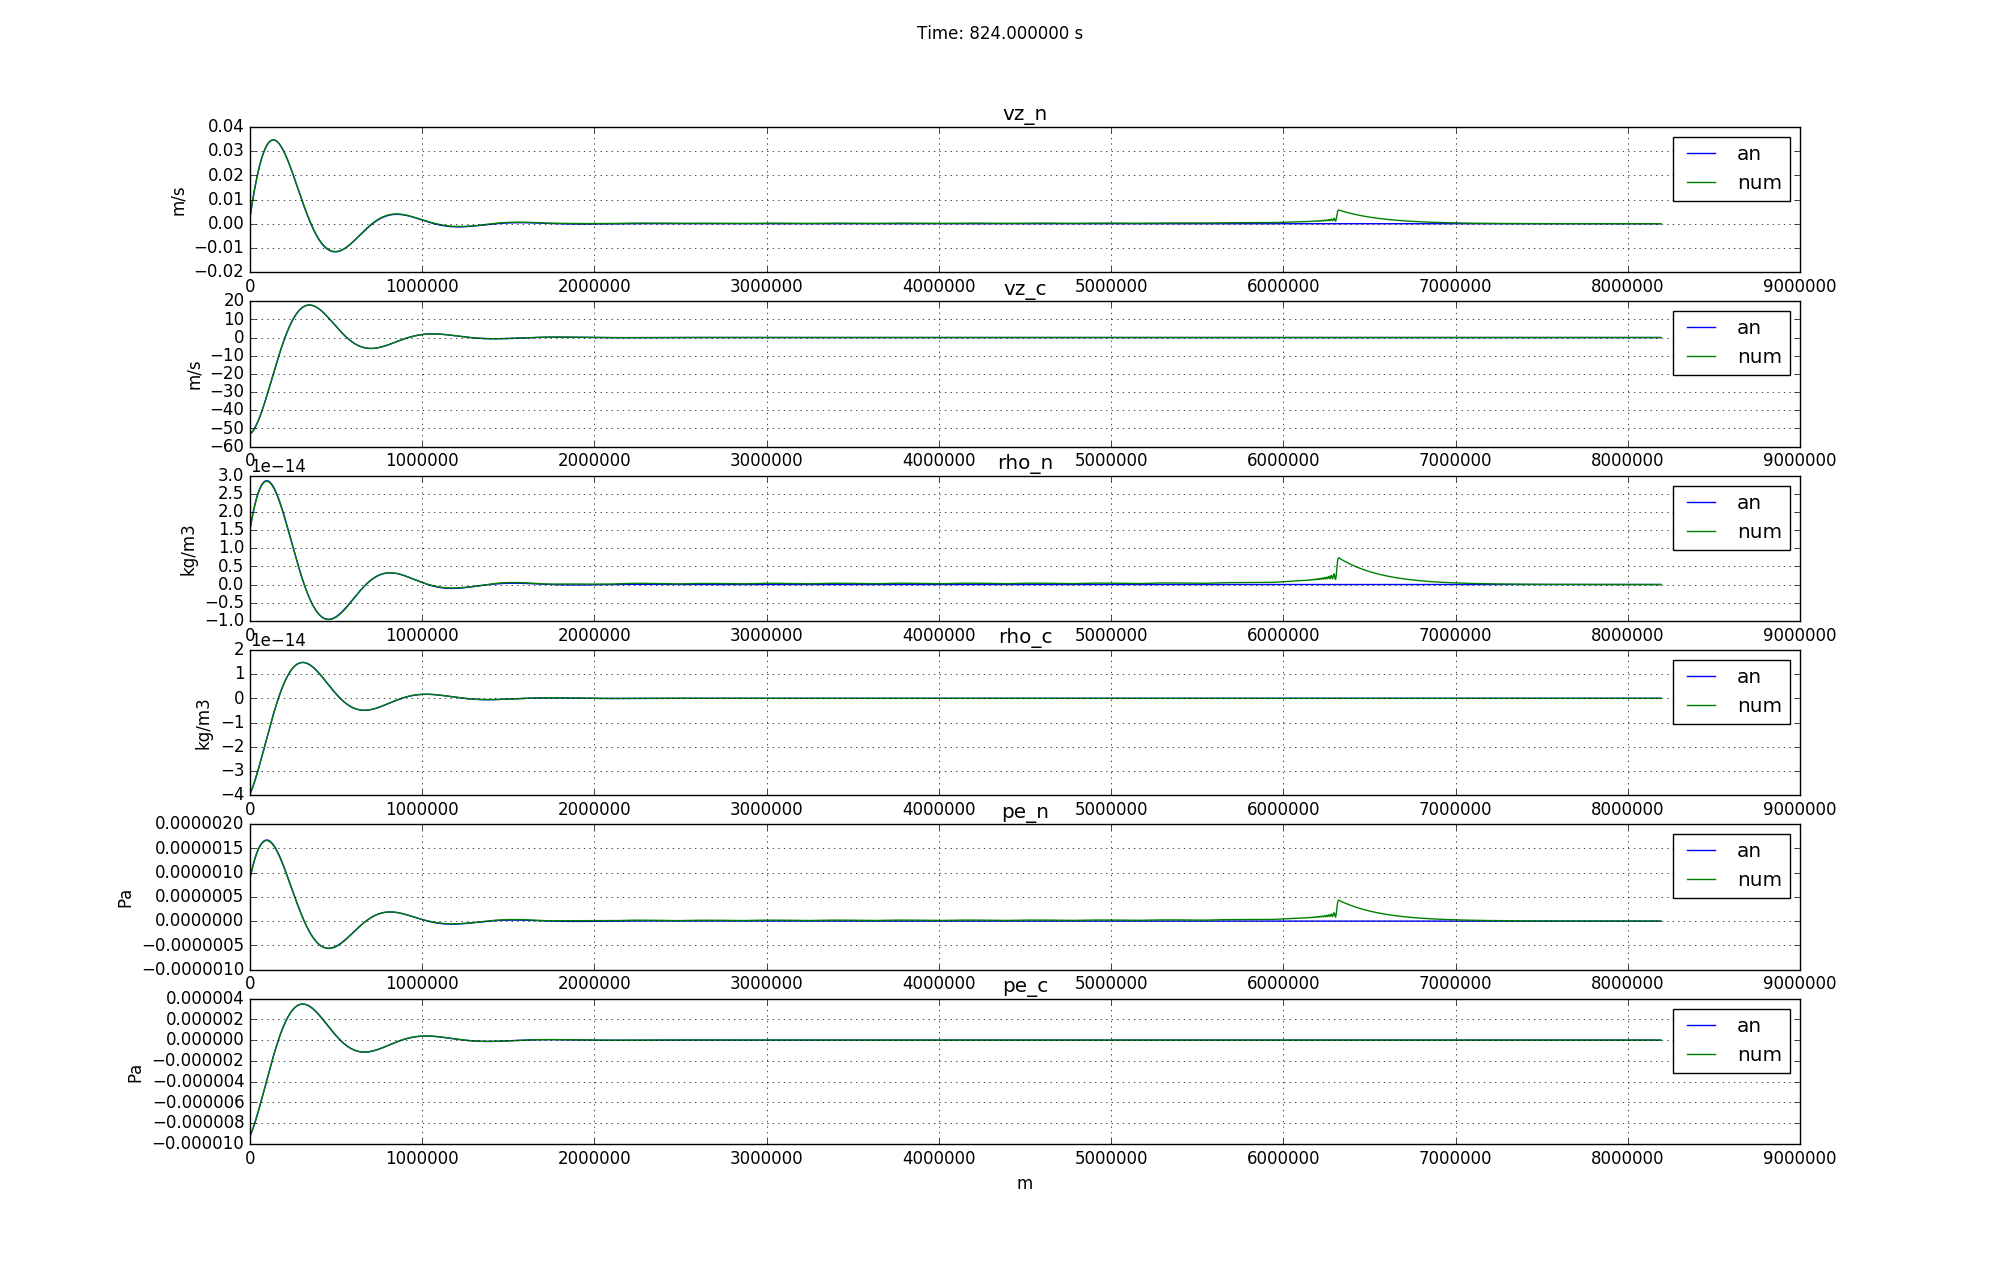 Time: 824.000000 s
vz_n
0.04
0.03
0.02
0.01
0.00
−0.01
−0.02
m/s
an
num
0 1000000 2000000 3000000 4000000 5000000 6000000 7000000 8000000 9000000
vz_c
20
10
0
−10
−20
−30
−40
−50
−60
m/s
an
num
0 1000000 2000000 3000000 4000000 5000000 6000000 7000000 8000000 9000000
1e−14
rho_n
3.0
2.5
2.0
1.5
1.0
0.5
0.0
−0.5
−1.0
kg/m3
an
num
0 1000000 2000000 3000000 4000000 5000000 6000000 7000000 8000000 9000000
1e−14
rho_c
2
1
0
−1
−2
−3
−4
kg/m3
an
num
0 1000000 2000000 3000000 4000000 5000000 6000000 7000000 8000000 9000000
pe_n
0.0000020
0.0000015
0.0000010
0.0000005
0.0000000
−0.0000005
−0.0000010
Pa
an
num
0 1000000 2000000 3000000 4000000 5000000 6000000 7000000 8000000 9000000
pe_c
0.000004
0.000002
0.000000
−0.000002
−0.000004
−0.000006
−0.000008
−0.000010
Pa
an
num
0 1000000 2000000 3000000 4000000 5000000 6000000 7000000 8000000 9000000
m